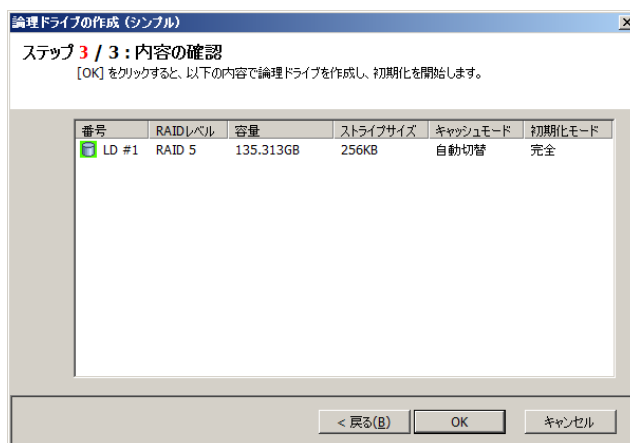 論理ドライブの作成 (シンプル)
ステップ 3 / 3 : 内容の確認
[OK] をクリックすると、以下の内容で論理ドライブを作成し、初期化を開始します。
番号 RAIDレベル 容量 ストライプサイズ キャッシュモード 初期化モード
LD #1 RAID 5 135.313GB 256KB 自動切替 完全
< 戻る(B) OK キャンセル